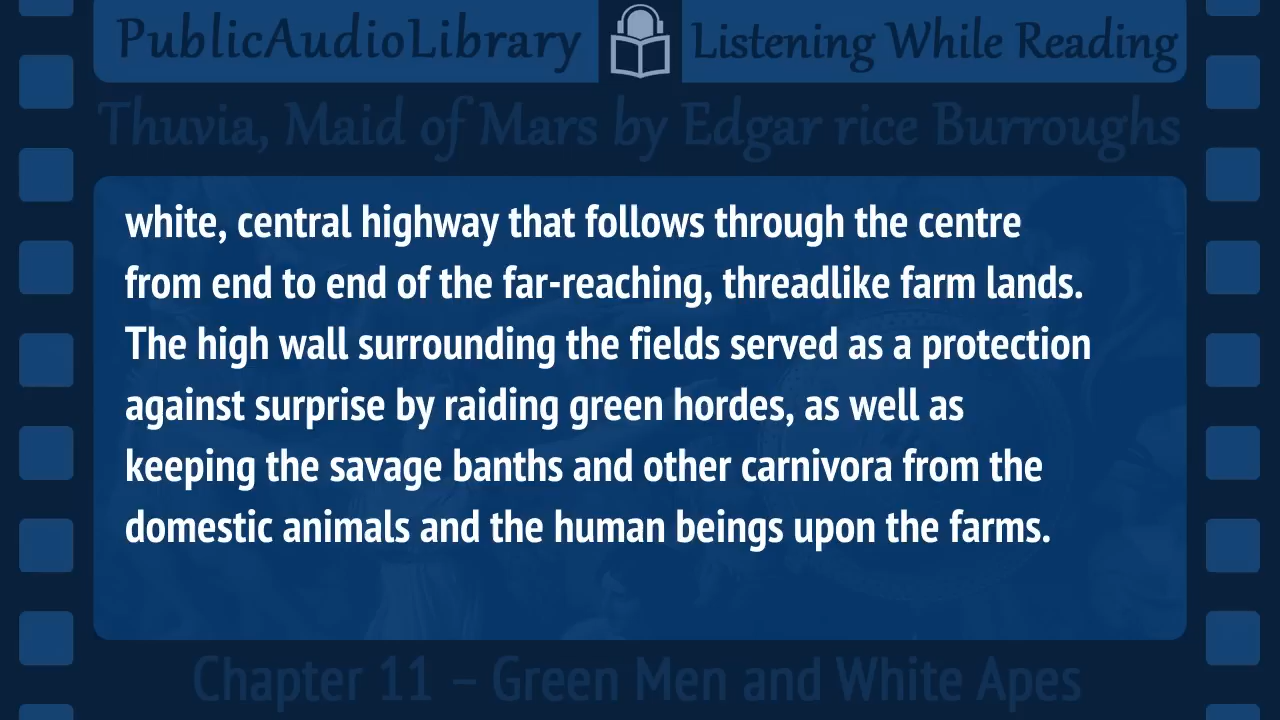 PublicAudioLibrary Listening While Reading
Thuvia, Maid of Mars by Edgar rice Burroughs
white, central highway that follows through the centre
from end to end of the far-reaching, threadlike farm lands.
The high wall surrounding the fields served as a protection
against surprise by raiding green hordes, as well as
keeping the savage banths and other carnivora from the
domestic animals and the human beings upon the farms.
Chapter 11 – Green Men and White Apes